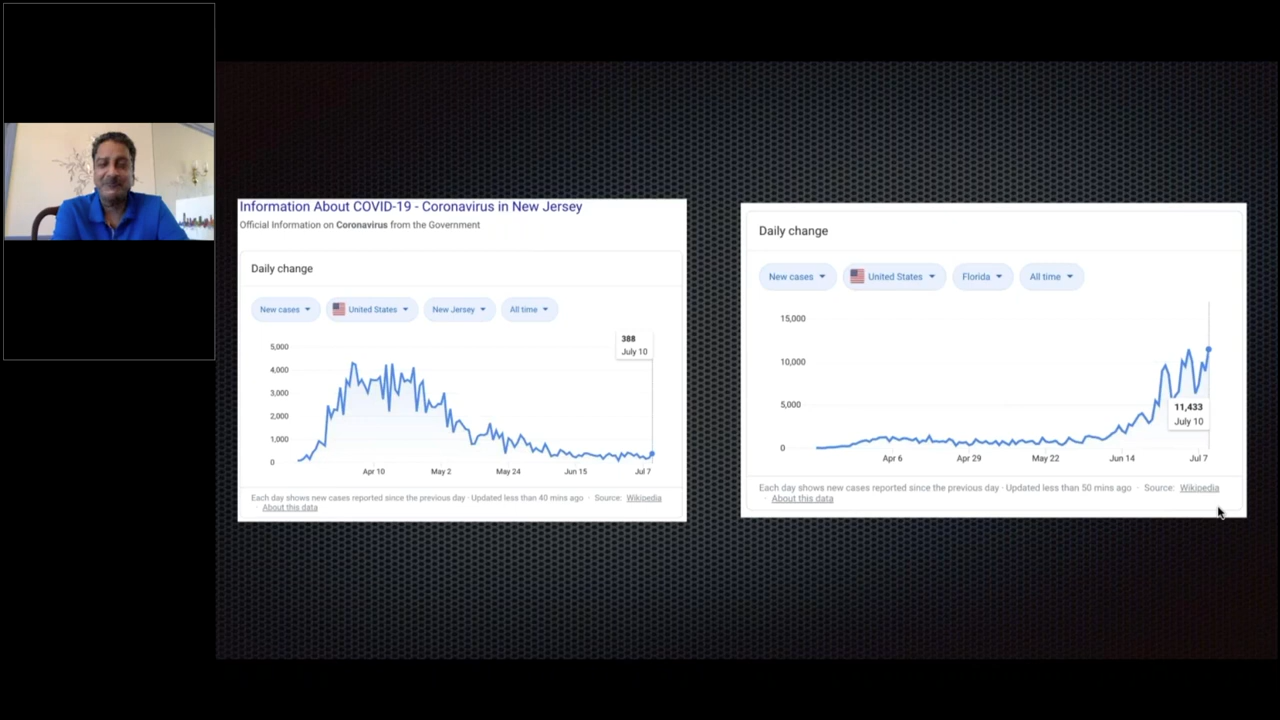 Information About COVID-19 - Coronavirus in New Jersey
Official Information on Coronavirus from the Government
Daily change
New cases United States New Jersey All time
388
July 10
5,000
4,000
3,000
2,000
1,000
0
Apr 10 May 2 May 24 Jun 15 Jul 7
Each day shows new cases reported since the previous day · Updated less than 40 mins ago · Source: Wikipedia
· About this data
Daily change
New cases United States Florida All time
15,000
10,000
5,000
0
11,433
July 10
Apr 6 Apr 29 May 22 Jun 14 Jul 7
Each day shows new cases reported since the previous day · Updated less than 50 mins ago · Source: Wikipedia
· About this data